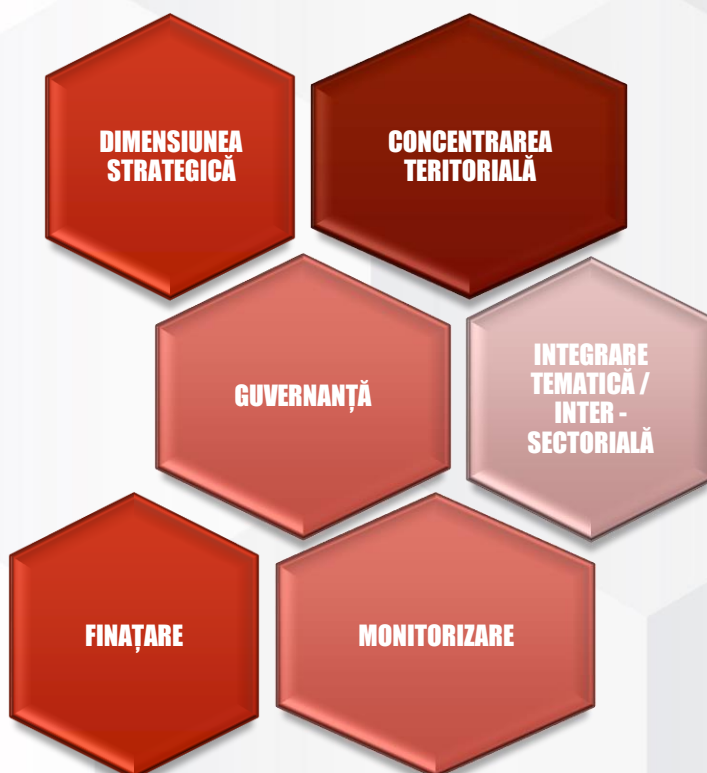 DIMENSIUNEA
STRATEGICĂ
CONCENTRAREA
TERITORIALĂ
GUVERNANȚĂ
INTEGRARE
TEMATICĂ /
INTER -
SECTORIALĂ
FINAȚARE
MONITORIZARE